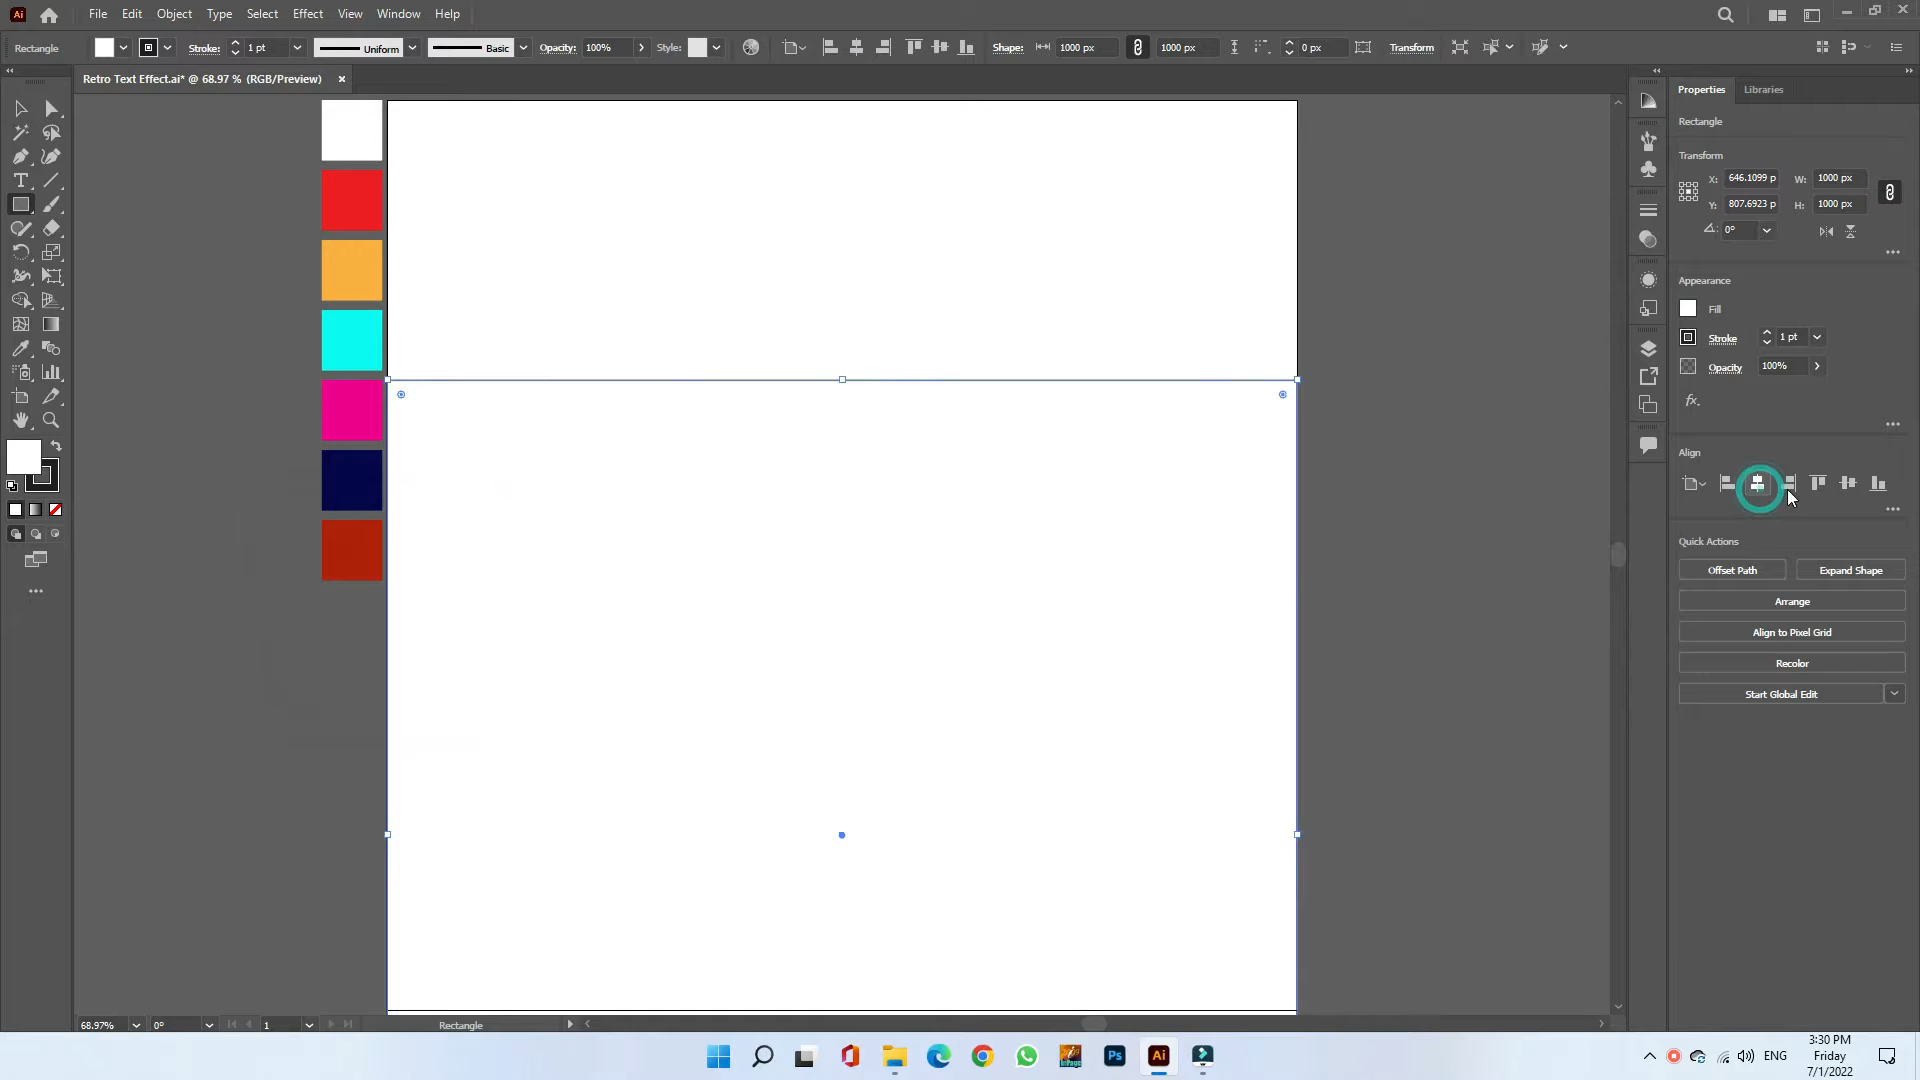 Ai File Edit Object Type Select Effect View Window Help
Rectangle Stroke: 1 pt Uniform Basic Opacity: 100% Style: Shape: 1000 px 1000 px 0 px Transform
Retro Text Effect.ai* @ 68.97 % (RGB/Preview) ×
Properties Libraries
Rectangle
Transform
X: 646.1099 p W: 1000 px
Y: 807.6923 p H: 1000 px
0°
Appearance
Fill
Stroke 1 pt
Opacity 100%
fx.
Align
Quick Actions
Offset Path Expand Shape
Arrange
Align to Pixel Grid
Recolor
Start Global Edit
68.97% 0° 1 Rectangle
Ps Ai
ENG
3:30 PM
Friday
7/1/2022